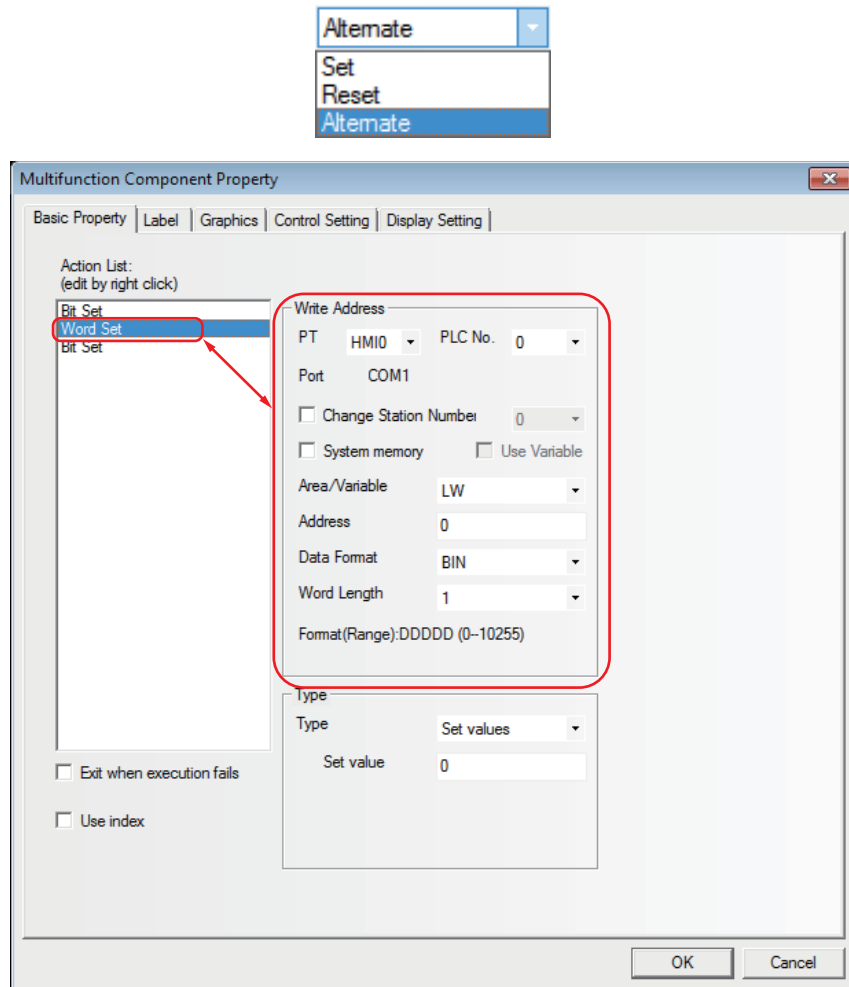 Alternate
Set
Reset
Alternate
Multifunction Component Property
Basic Property Label Graphics Control Setting Display Setting
Action List:
(edit by right click)
Bit Set
Word Set
Bit Set
Write Address
PT HMI0 PLC No. 0
Port COM1
Change Station Number 0
System memory Use Variable
Area/Variable LW
Address 0
Data Format BIN
Word Length 1
Format(Range):DDDDD (0--10255)
Type
Type Set values
Set value 0
Exit when execution fails
Use index
OK Cancel